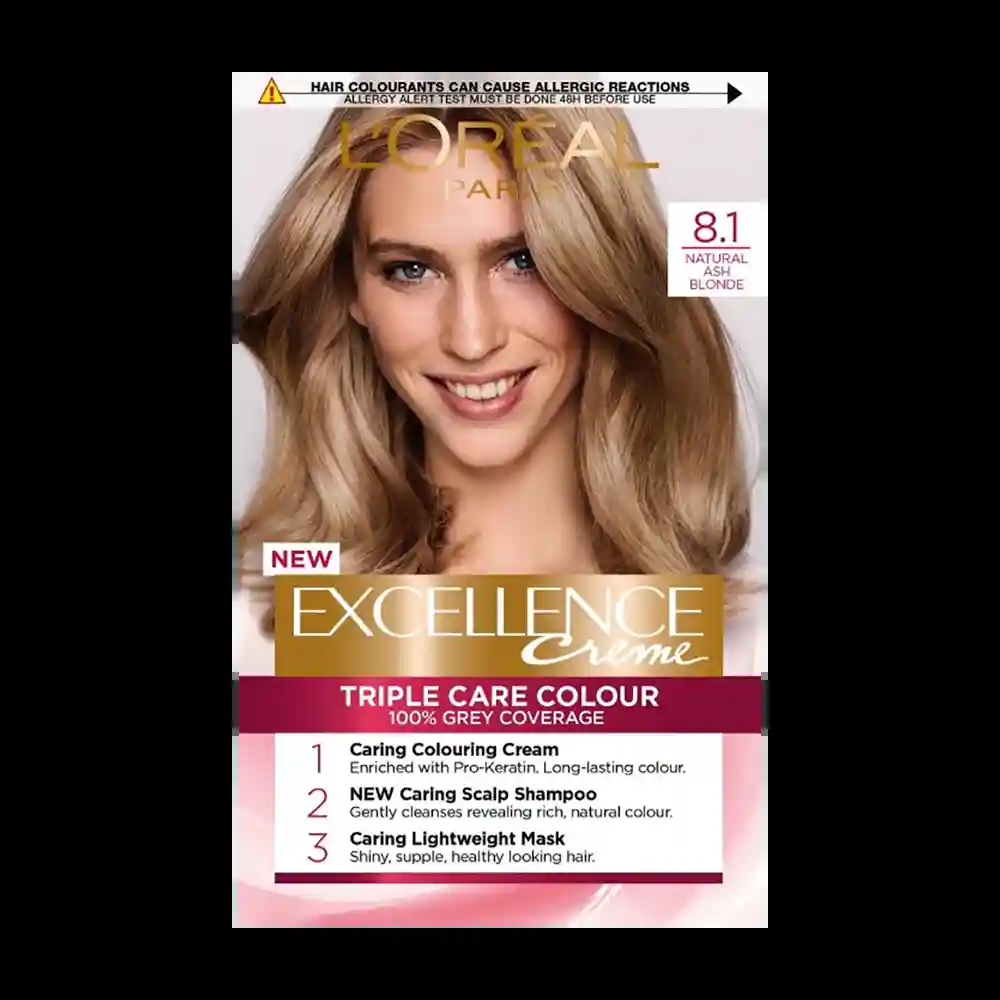 HAIR COLOURANTS CAN CAUSE ALLERGIC REACTIONS
ALLERGY ALERT TEST MUST BE DONE 48H BEFORE USE
L'ORÉAL
PARIS
8.1
NATURAL
ASH
BLONDE
NEW
EXCELLENCE
Creme
TRIPLE CARE COLOUR
100% GREY COVERAGE
1 Caring Colouring Cream
Enriched with Pro-Keratin. Long-lasting colour.
2 NEW Caring Scalp Shampoo
Gently cleanses revealing rich, natural colour.
3 Caring Lightweight Mask
Shiny, supple, healthy looking hair.